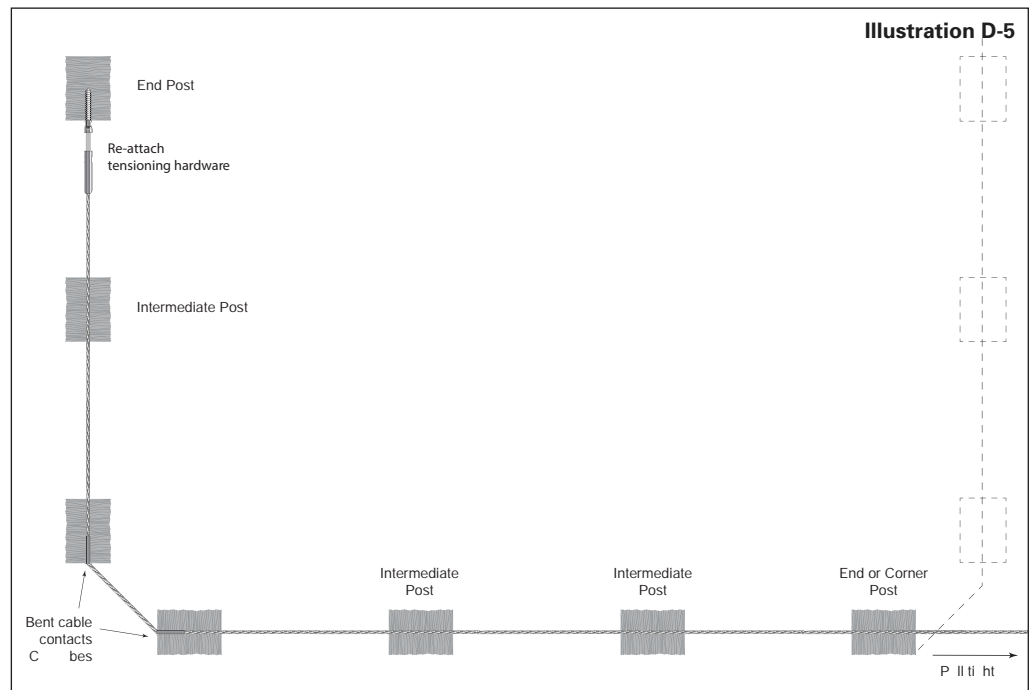 Illustration D-5
End Post
Re-attach
tensioning hardware
Intermediate Post
Intermediate
Post
Intermediate
Post
End or Corner
Post
Bent cable
contacts